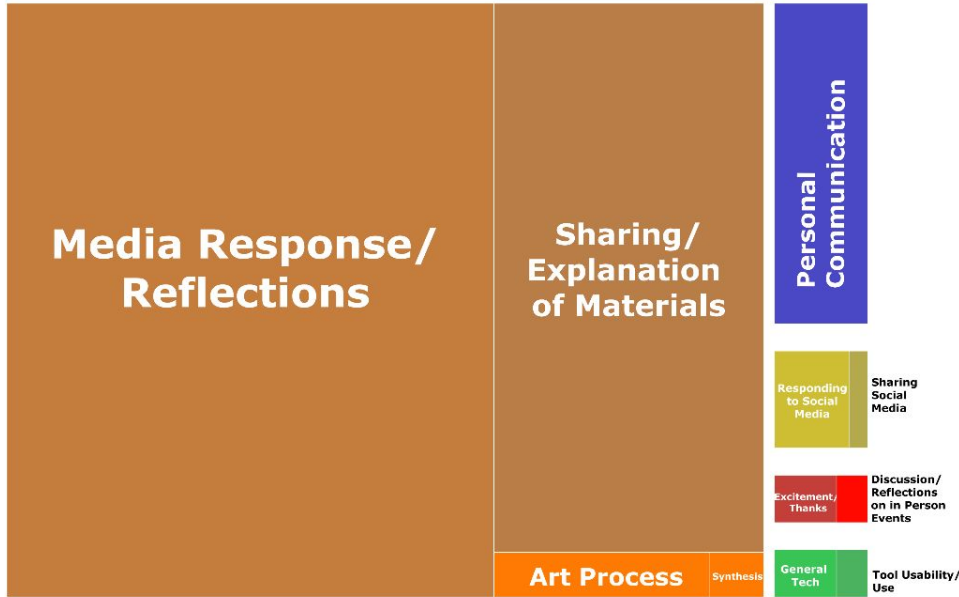 Media Response/
Reflections
Sharing/
Explanation
of Materials
Art Process
Synthesis
Personal
Communication
Responding
to Social
Media
Sharing
Social
Media
Excitement/
Thanks
Discussion/
Reflections
on in Person
Events
General
Tech
Tool Usability/
Use